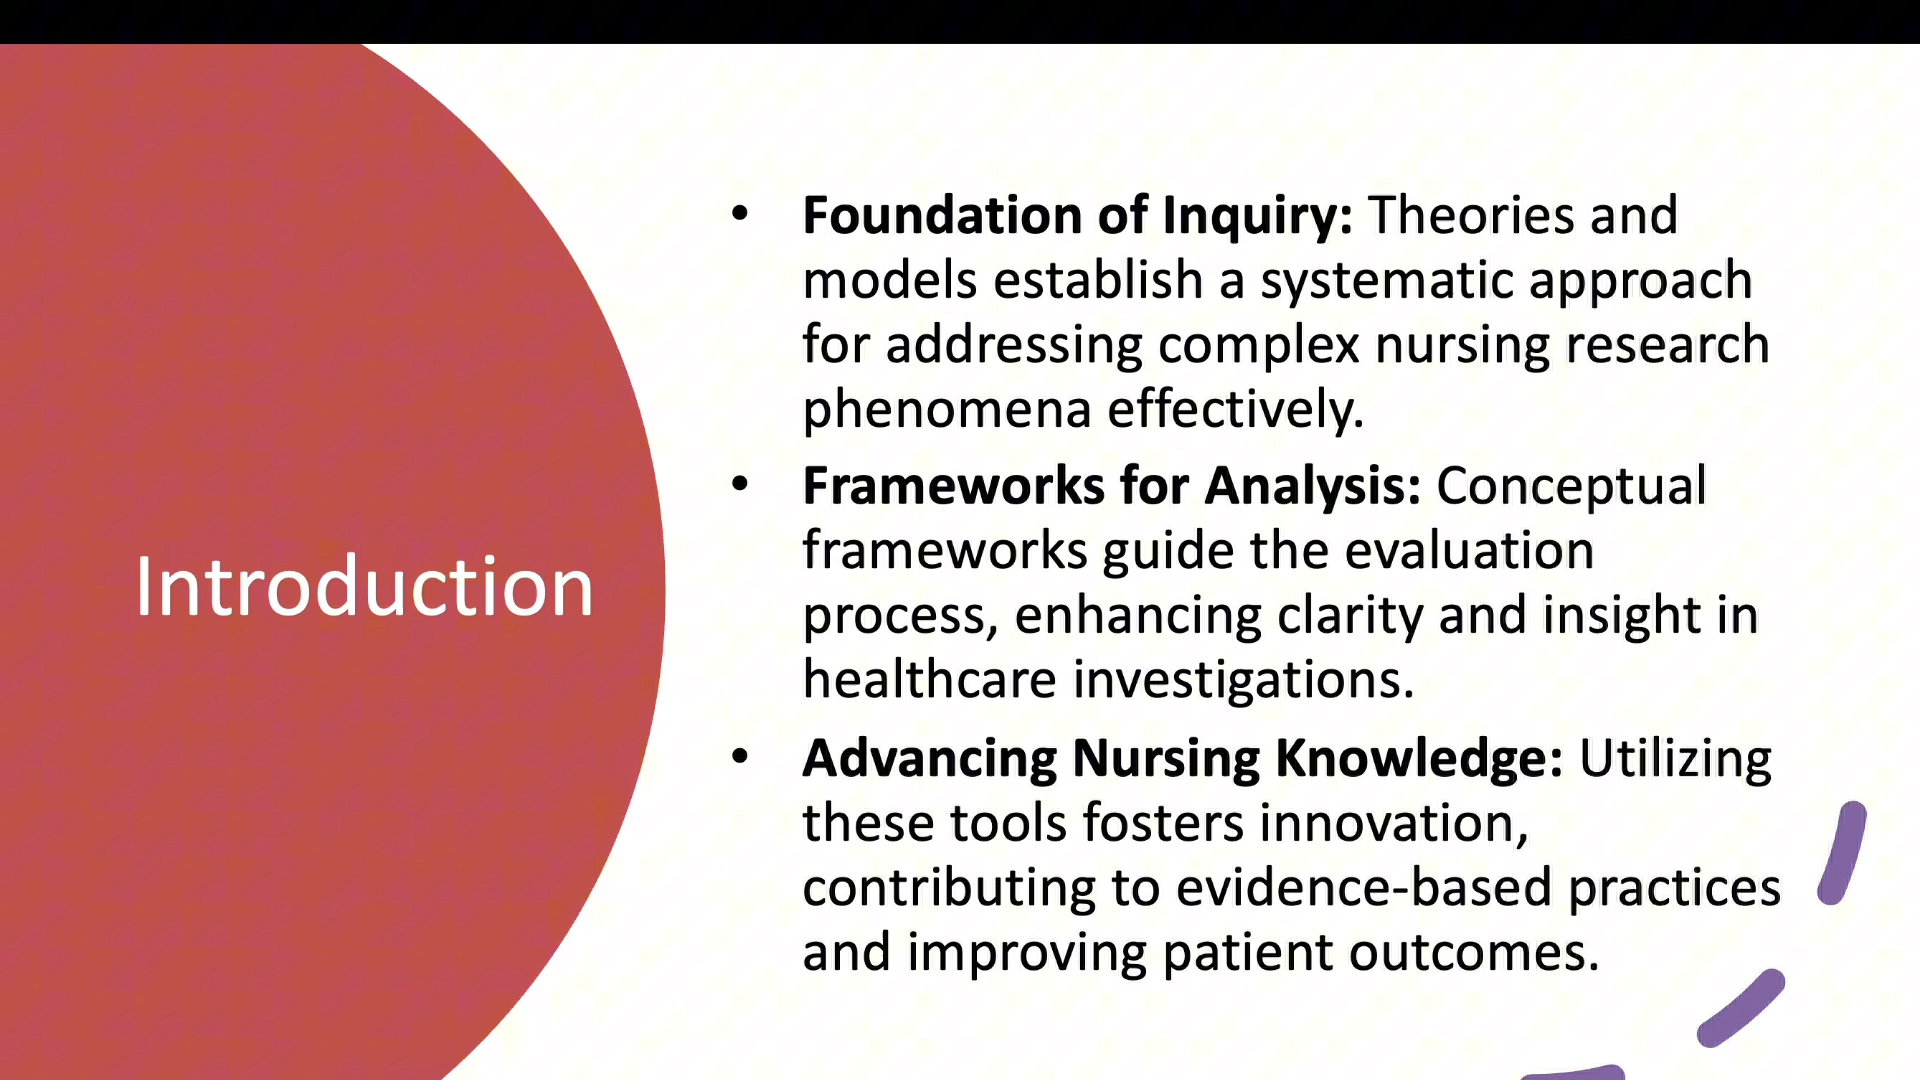 Introduction
• Foundation of Inquiry: Theories and
models establish a systematic approach
for addressing complex nursing research
phenomena effectively.
• Frameworks for Analysis: Conceptual
frameworks guide the evaluation
process, enhancing clarity and insight in
healthcare investigations.
• Advancing Nursing Knowledge: Utilizing
these tools fosters innovation,
contributing to evidence-based practices
and improving patient outcomes.